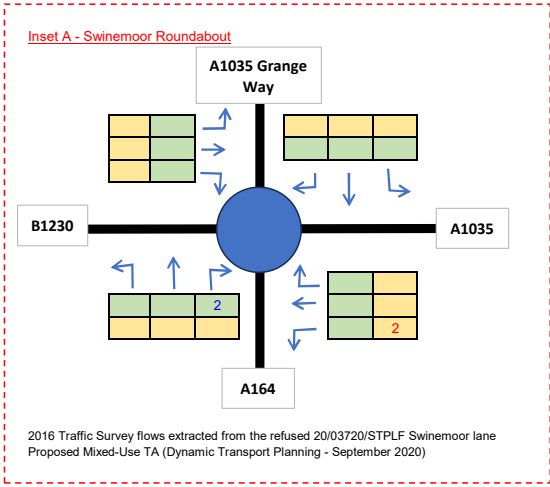 Inset A - Swinemoor Roundabout
A1035 Grange
Way
B1230
A1035
2
2
A164
2016 Traffic Survey flows extracted from the refused 20/03720/STPLF Swinemoor lane
Proposed Mixed-Use TA (Dynamic Transport Planning - September 2020)